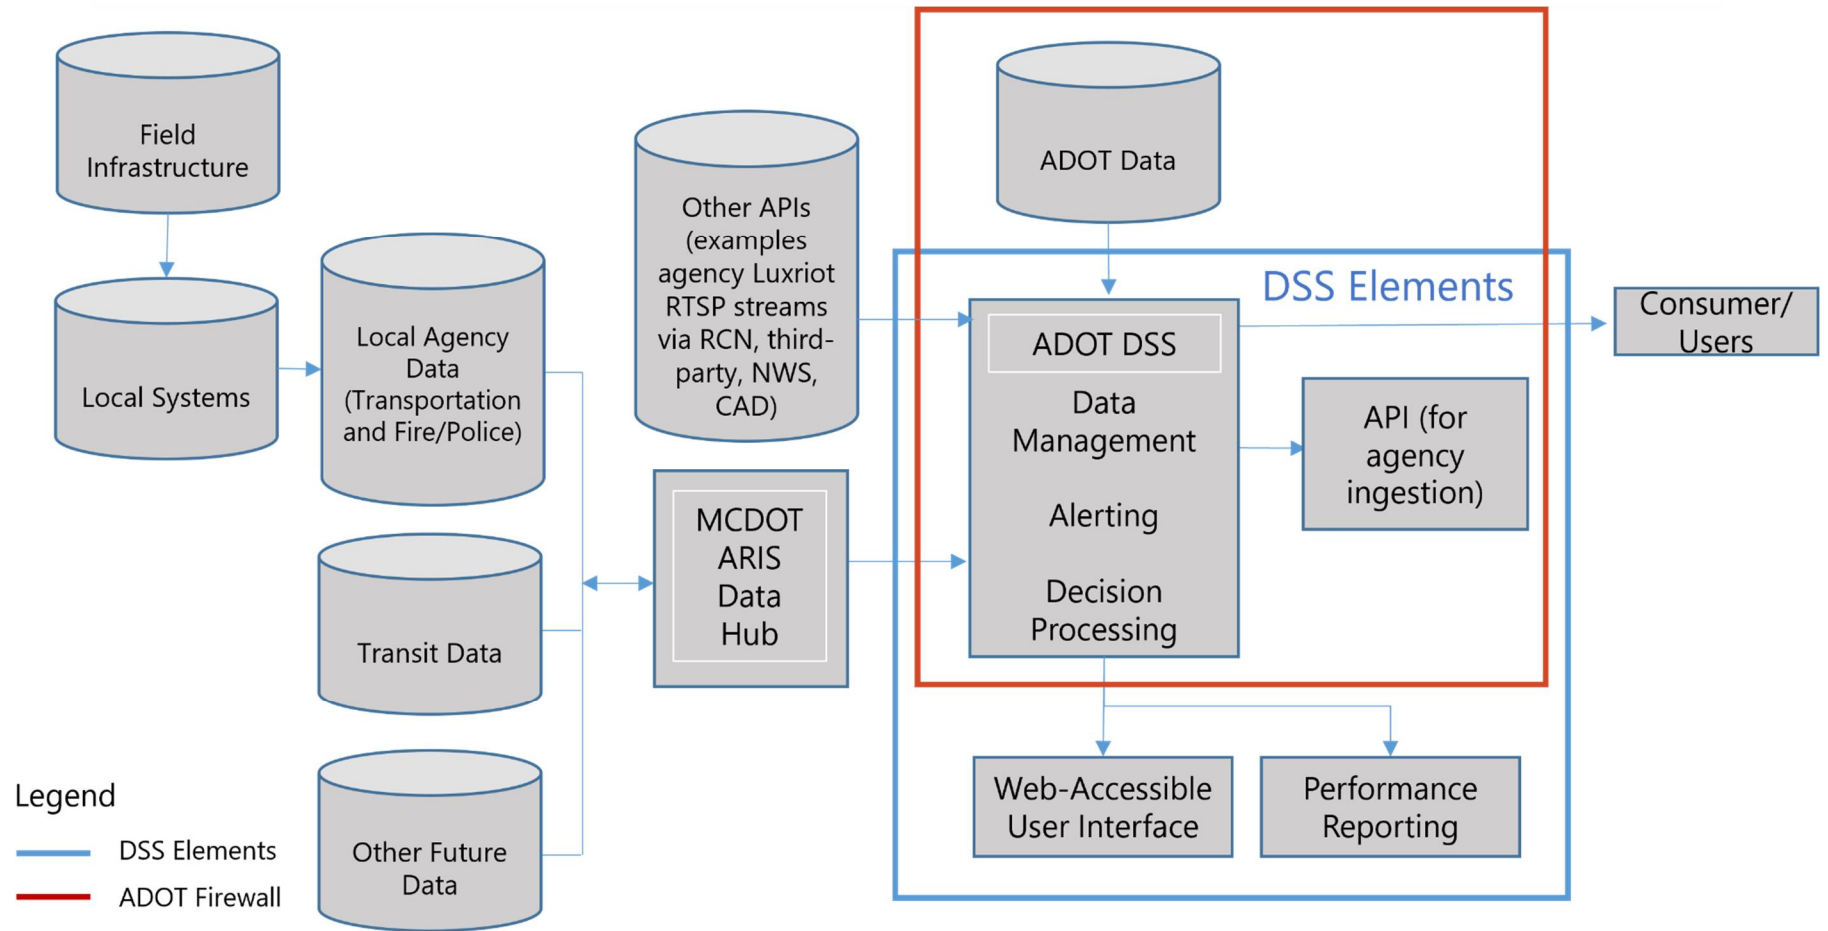 Field
Infrastructure
Local Systems
Local Agency
Data
(Transportation
and Fire/Police)
Transit Data
Other Future
Data
Other APIs
(examples
agency Luxriot
RTSP streams
via RCN, third-
party, NWS,
CAD)
MCDOT
ARIS
Data
Hub
ADOT Data
DSS Elements
ADOT DSS
Data
Management
Alerting
Decision
Processing
Consumer/
Users
API (for
agency
ingestion)
Web-Accessible
User Interface
Performance
Reporting
Legend
DSS Elements
ADOT Firewall